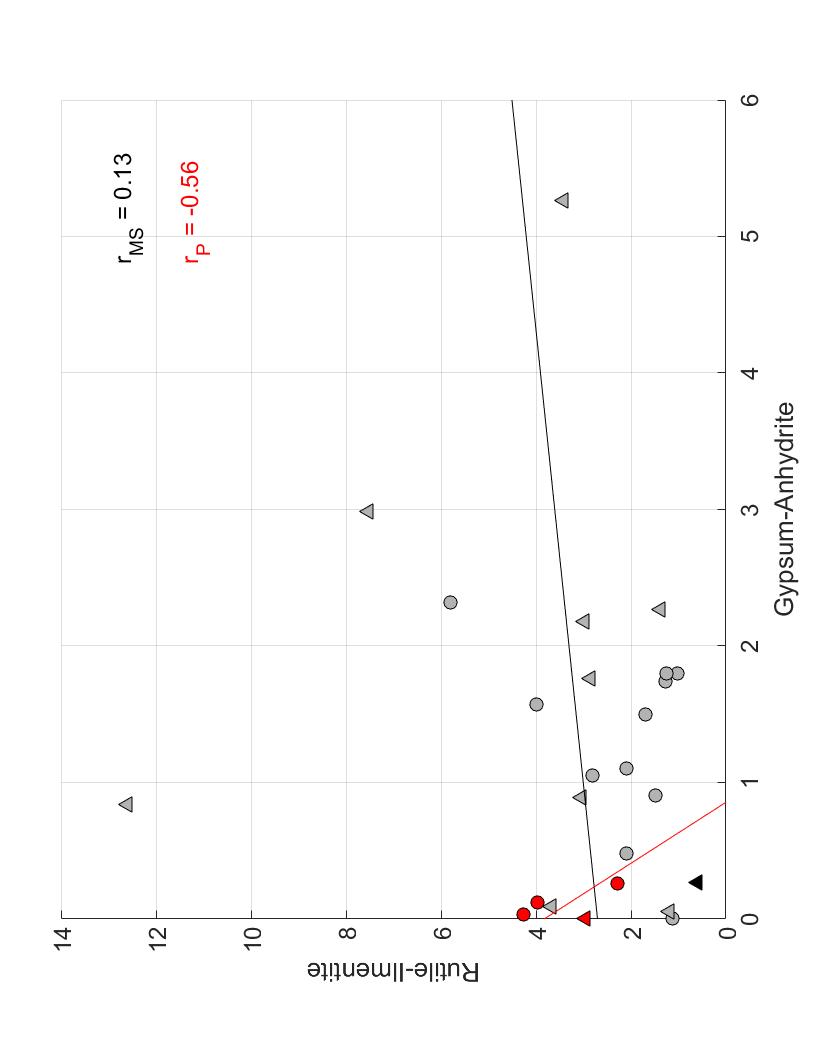 14
12
10
8
6
4
2
0
0 1 2 3 4 5 6
Rutile-Ilmentite
Gypsum-Anhydrite
r_MS = 0.13
r_P = -0.56